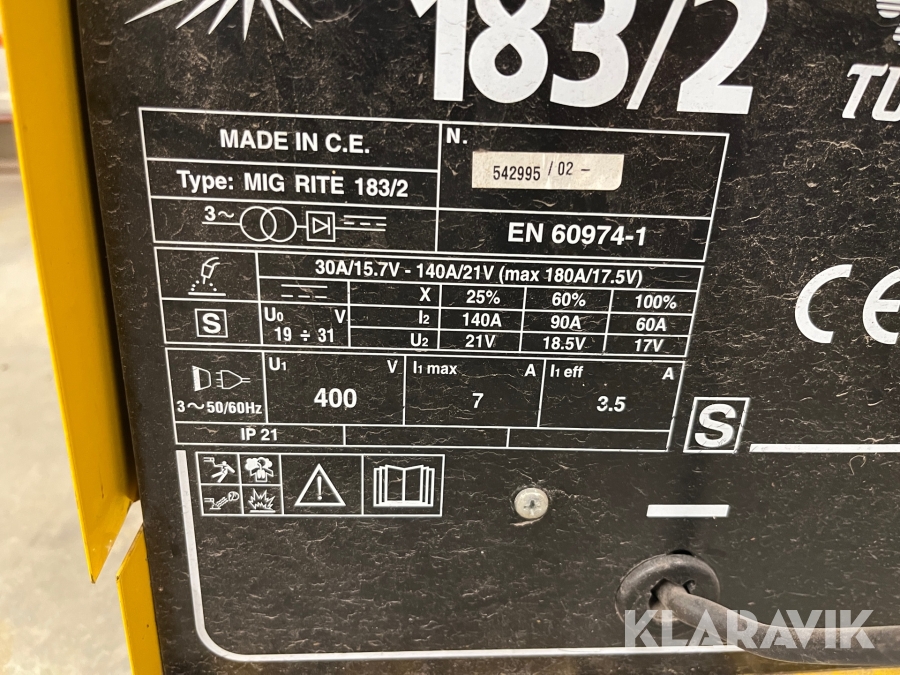 183/2
TU
MADE IN C.E.
N.
542995 / 02 -
Type: MIG RITE 183/2
3~
EN 60974-1
30A/15.7V - 140A/21V (max 180A/17.5V)
X 25% 60% 100%
S
U0 V
19 ÷ 31
I2 140A 90A 60A
U2 21V 18.5V 17V
3~50/60Hz
U1 V
400
I1 max A
7
I1 eff A
3.5
IP 21
S
CE
KLARAVIK